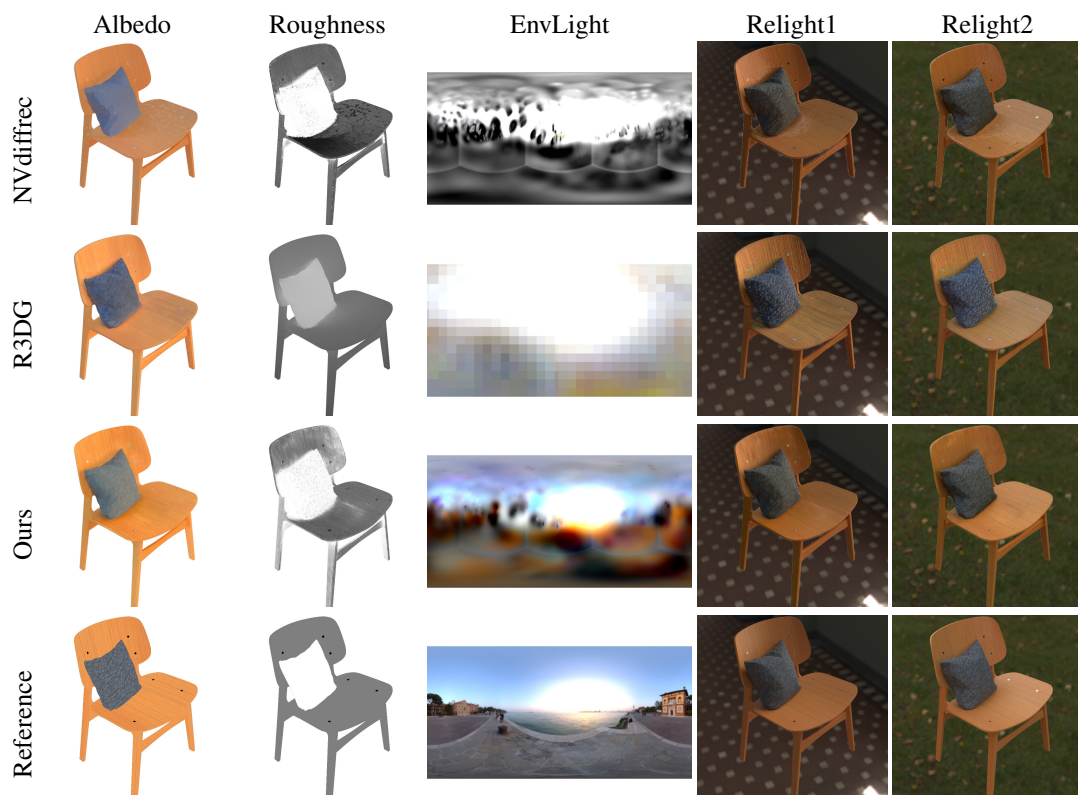 Albedo Roughness EnvLight Relight1 Relight2
NVdiffrec
R3DG
Ours
Reference